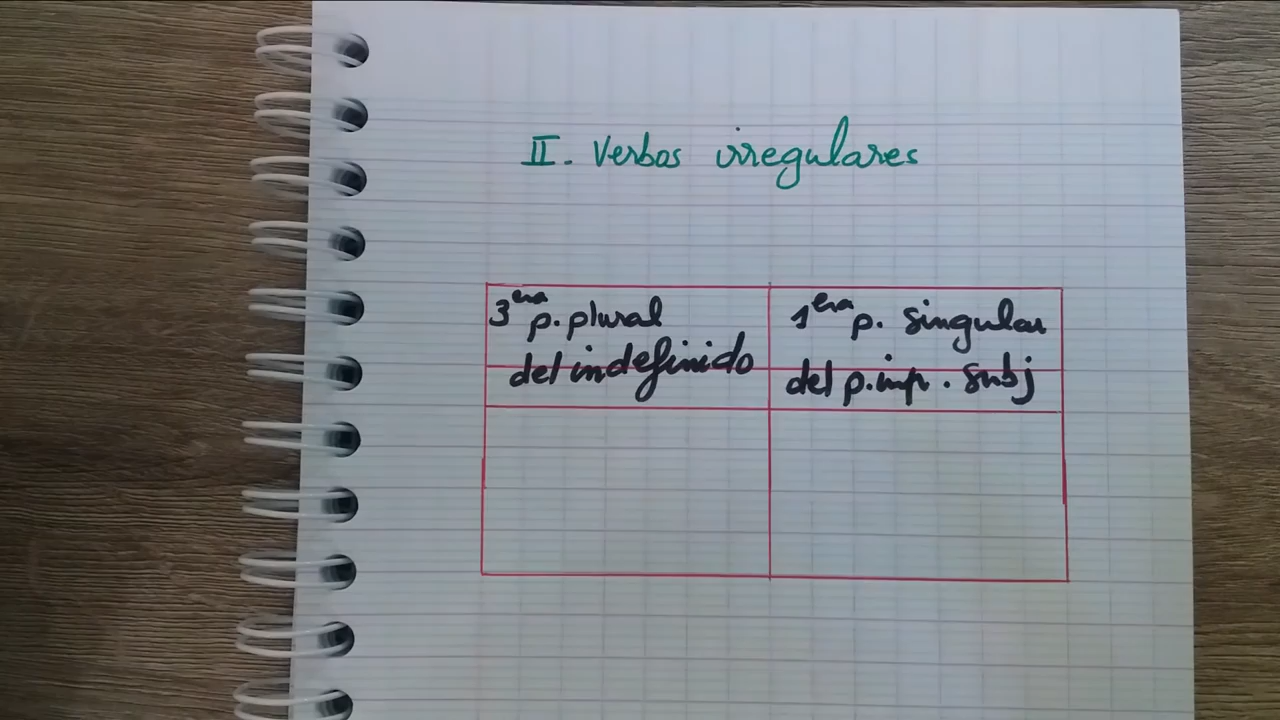 II. Verbos irregulares
3era p. plural
del indefinido
1era p. singular
del p. imp. subj